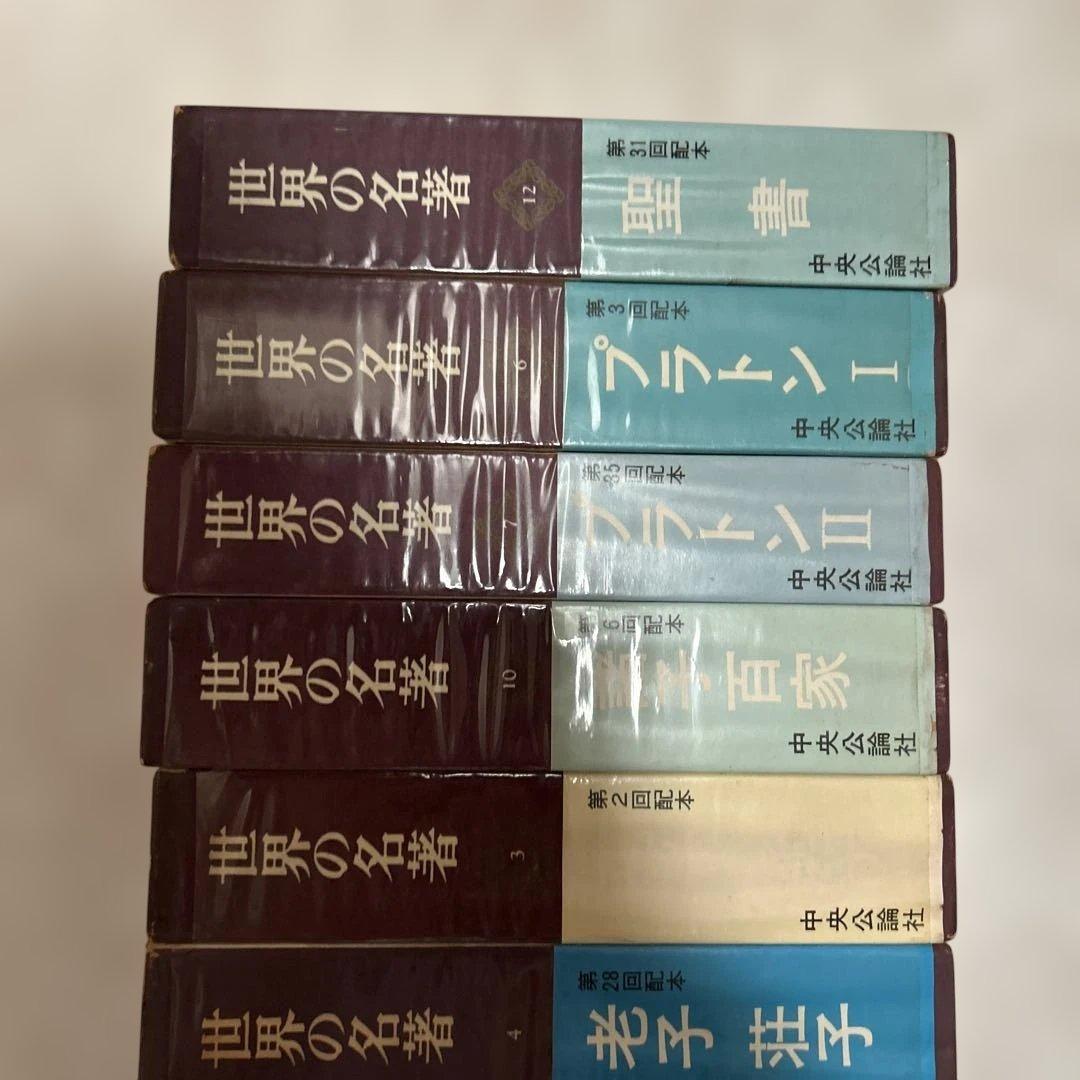 世界の名著
12
第31回配本
聖書
中央公論社
世界の名著
6
第3回配本
プラトン I
中央公論社
世界の名著
7
第35回配本
プラトン II
中央公論社
世界の名著
10
第6回配本
諸子百家
中央公論社
世界の名著
3
第2回配本
中央公論社
世界の名著
4
第28回配本
老子 荘子